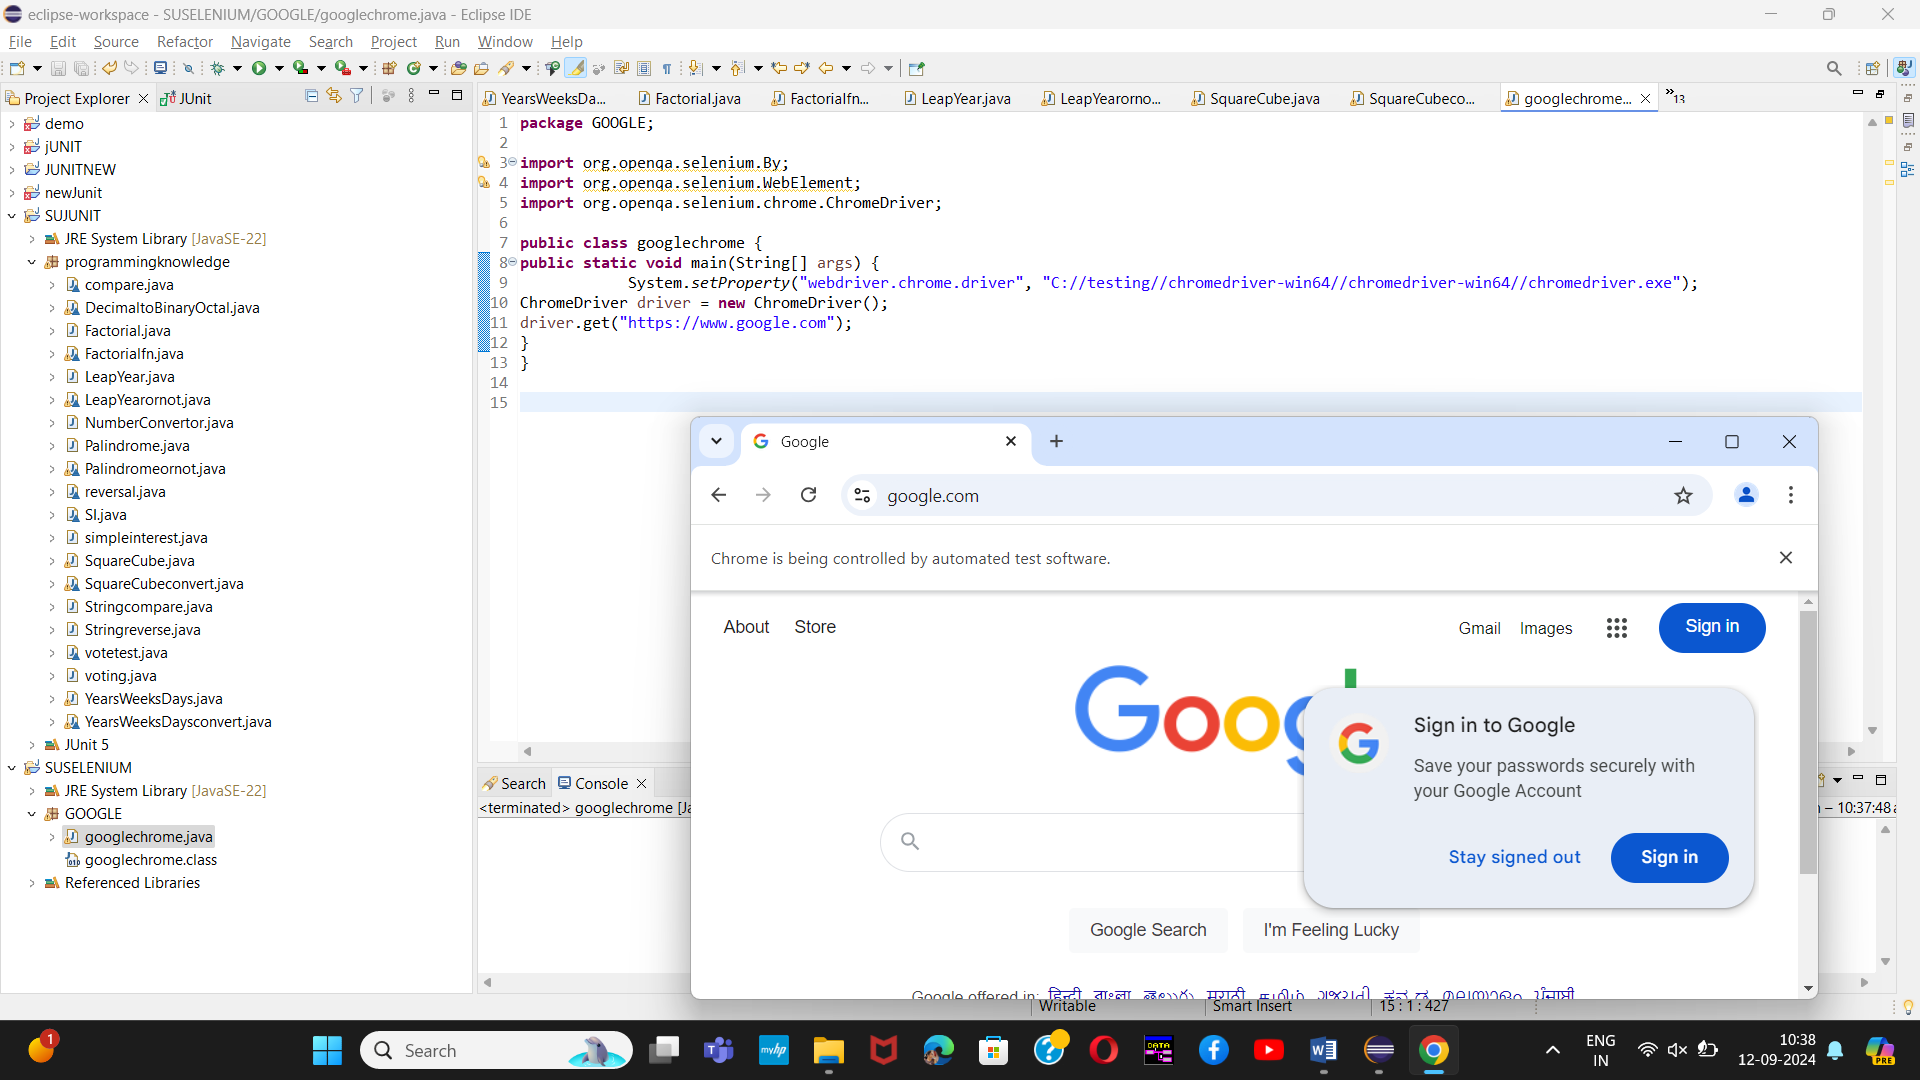 eclipse-workspace - SUSELENIUM/GOOGLE/googlechrome.java - Eclipse IDE
File Edit Source Refactor Navigate Search Project Run Window Help
Project Explorer
JUnit
demo
jUNIT
JUNITNEW
newJunit
SUJUNIT
JRE System Library [JavaSE-22]
programmingknowledge
compare.java
DecimaltoBinaryOctal.java
Factorial.java
Factorialfn.java
LeapYear.java
LeapYearornot.java
NumberConvertor.java
Palindrome.java
Palindromeornot.java
reversal.java
SI.java
simpleinterest.java
SquareCube.java
SquareCubeconvert.java
Stringcompare.java
Stringreverse.java
votetest.java
voting.java
YearsWeeksDays.java
YearsWeeksDaysconvert.java
JUnit 5
SUSELENIUM
JRE System Library [JavaSE-22]
GOOGLE
googlechrome.java
googlechrome.class
Referenced Libraries
YearsWeeksDa... Factorial.java Factorialfn... LeapYear.java LeapYearorno... SquareCube.java SquareCubeco... googlechrome... »13
1 package GOOGLE;
2
3 import org.openqa.selenium.By;
4 import org.openqa.selenium.WebElement;
5 import org.openqa.selenium.chrome.ChromeDriver;
6
7 public class googlechrome {
8 public static void main(String[] args) {
9 System.setProperty("webdriver.chrome.driver", "C://testing//chromedriver-win64//chromedriver-win64//chromedriver.exe");
10 ChromeDriver driver = new ChromeDriver();
11 driver.get("https://www.google.com");
12 }
13 }
14
15
Search Console
<terminated> googlechrome [Ja
– 10:37:48
Google
google.com
Chrome is being controlled by automated test software.
About Store
Gmail Images Sign in
Goog
Sign in to Google
Save your passwords securely with
your Google Account
Stay signed out Sign in
Google Search I'm Feeling Lucky
Google offered in: हिन्दी বাংলা తెలుగు मराठी தமிழ் ગુજરાતી ಕನ್ನಡ മലയാളം ਪੰਜਾਬੀ
Writable Smart Insert 15 : 1 : 427
1
Search
myhp
DATA
ENG
IN
10:38
12-09-2024
PRE